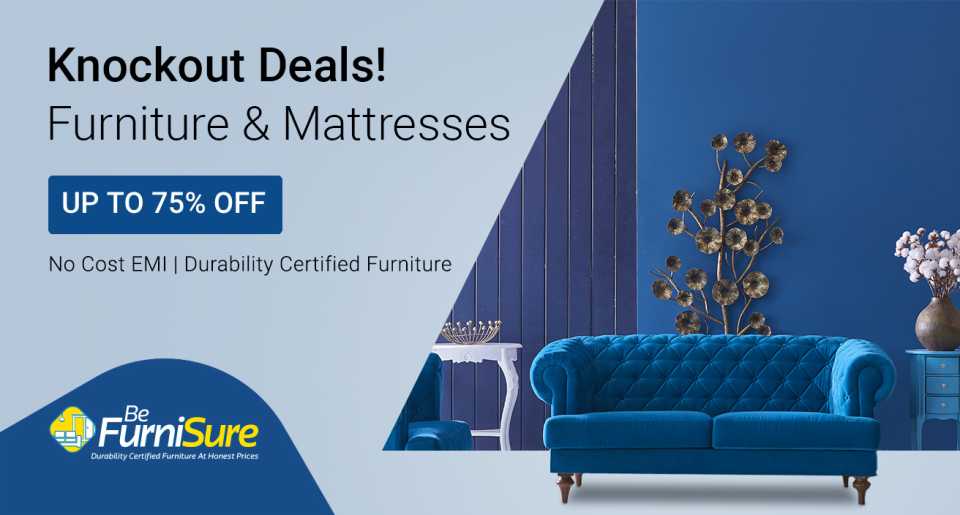 Knockout Deals!
Furniture & Mattresses
UP TO 75% OFF
No Cost EMI | Durability Certified Furniture
Be
FurniSure
Durability Certified Furniture At Honest Prices